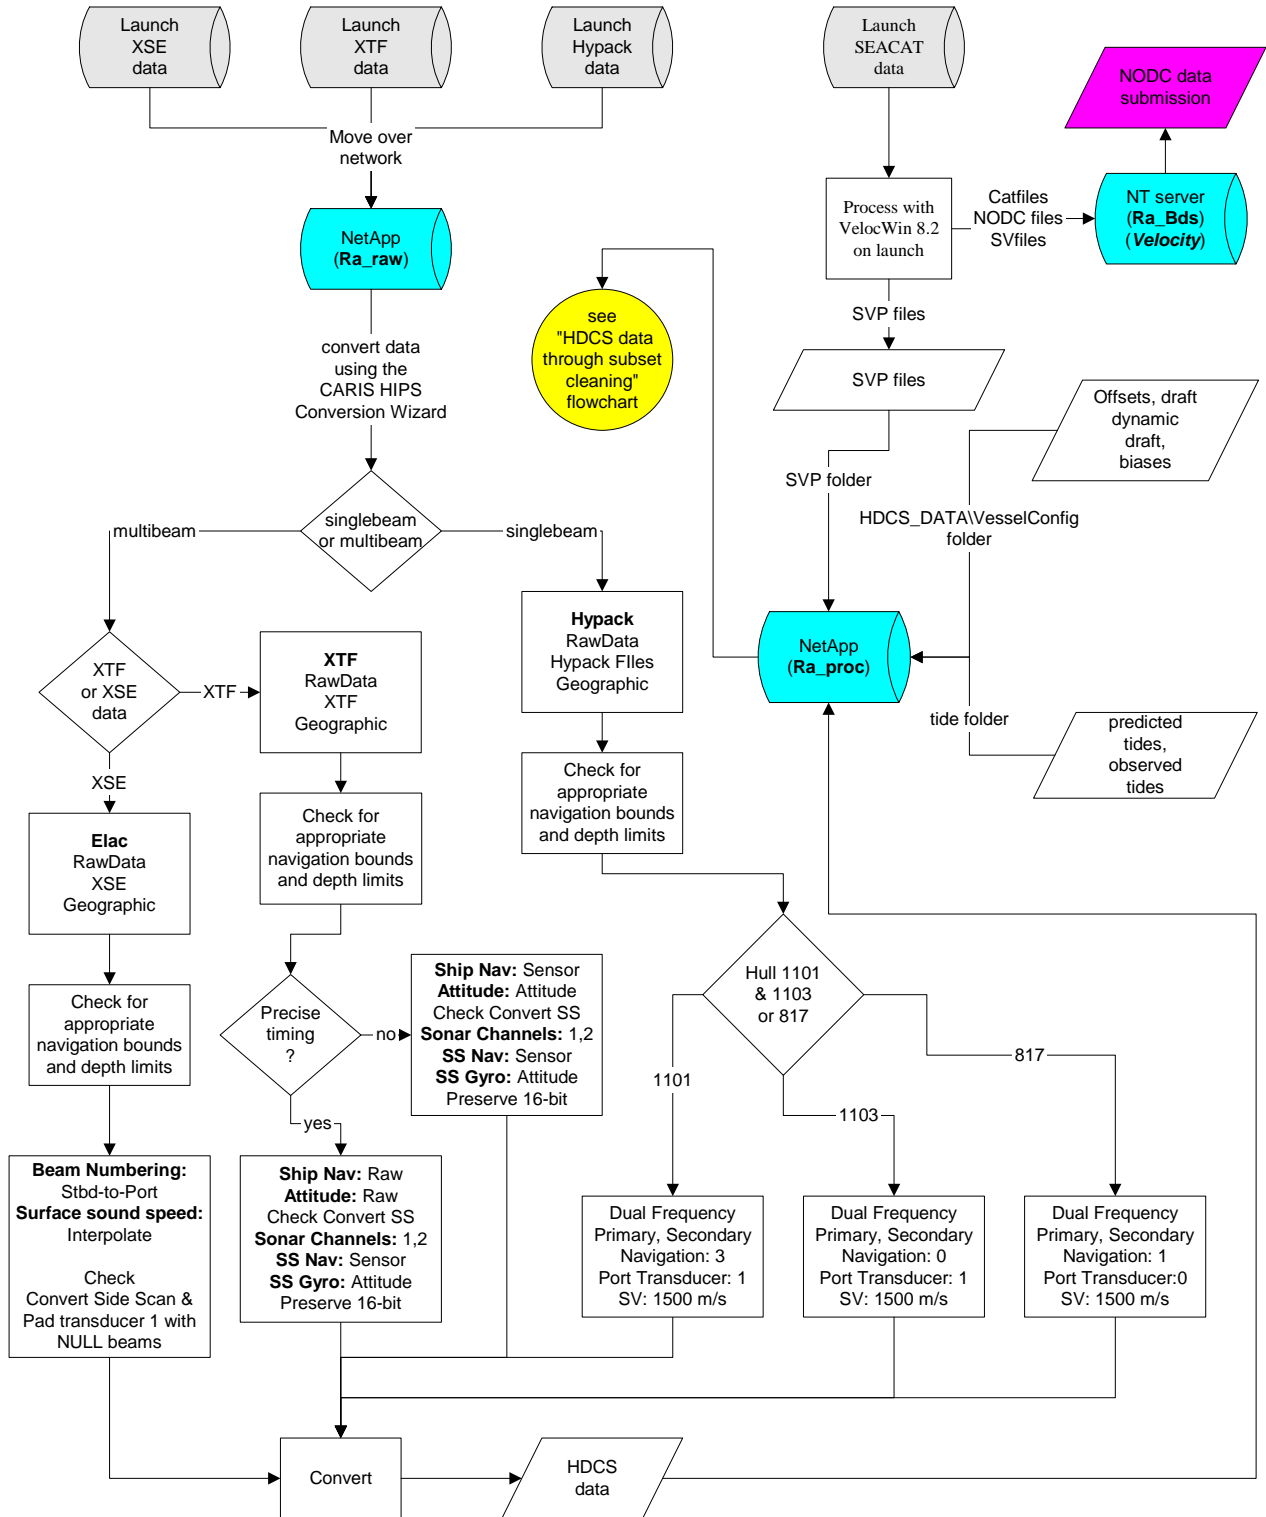 Launch
XSE
data
Launch
XTF
data
Launch
Hypack
data
Launch
SEACAT
data
NODC data
submission
Move over
network
Process with
VelocWin 8.2
on launch
Catfiles
NODC files
SVfiles
NT server
(Ra_Bds)
(Velocity)
NetApp
(Ra_raw)
see
"HDCS data
through subset
cleaning"
flowchart
SVP files
SVP files
convert data
using the
CARIS HIPS
Conversion Wizard
Offsets, draft
dynamic
draft,
biases
SVP folder
HDCS_DATA\VesselConfig
folder
singlebeam
or multibeam
multibeam
singlebeam
XTF
or XSE
data
XTF
XTF
RawData
XTF
Geographic
Hypack
RawData
Hypack FIles
Geographic
NetApp
(Ra_proc)
tide folder
predicted
tides,
observed
tides
XSE
Elac
RawData
XSE
Geographic
Check for
appropriate
navigation bounds
and depth limits
Check for
appropriate
navigation bounds
and depth limits
Check for
appropriate
navigation bounds
and depth limits
Precise
timing
?
no
yes
Ship Nav: Sensor
Attitude: Attitude
Check Convert SS
Sonar Channels: 1,2
SS Nav: Sensor
SS Gyro: Attitude
Preserve 16-bit
Hull 1101
& 1103
or 817
1101
1103
817
Beam Numbering:
Stbd-to-Port
Surface sound speed:
Interpolate
Check
Convert Side Scan &
Pad transducer 1 with
NULL beams
Ship Nav: Raw
Attitude: Raw
Check Convert SS
Sonar Channels: 1,2
SS Nav: Sensor
SS Gyro: Attitude
Preserve 16-bit
Dual Frequency
Primary, Secondary
Navigation: 3
Port Transducer: 1
SV: 1500 m/s
Dual Frequency
Primary, Secondary
Navigation: 0
Port Transducer: 1
SV: 1500 m/s
Dual Frequency
Primary, Secondary
Navigation: 1
Port Transducer:0
SV: 1500 m/s
Convert
HDCS
data